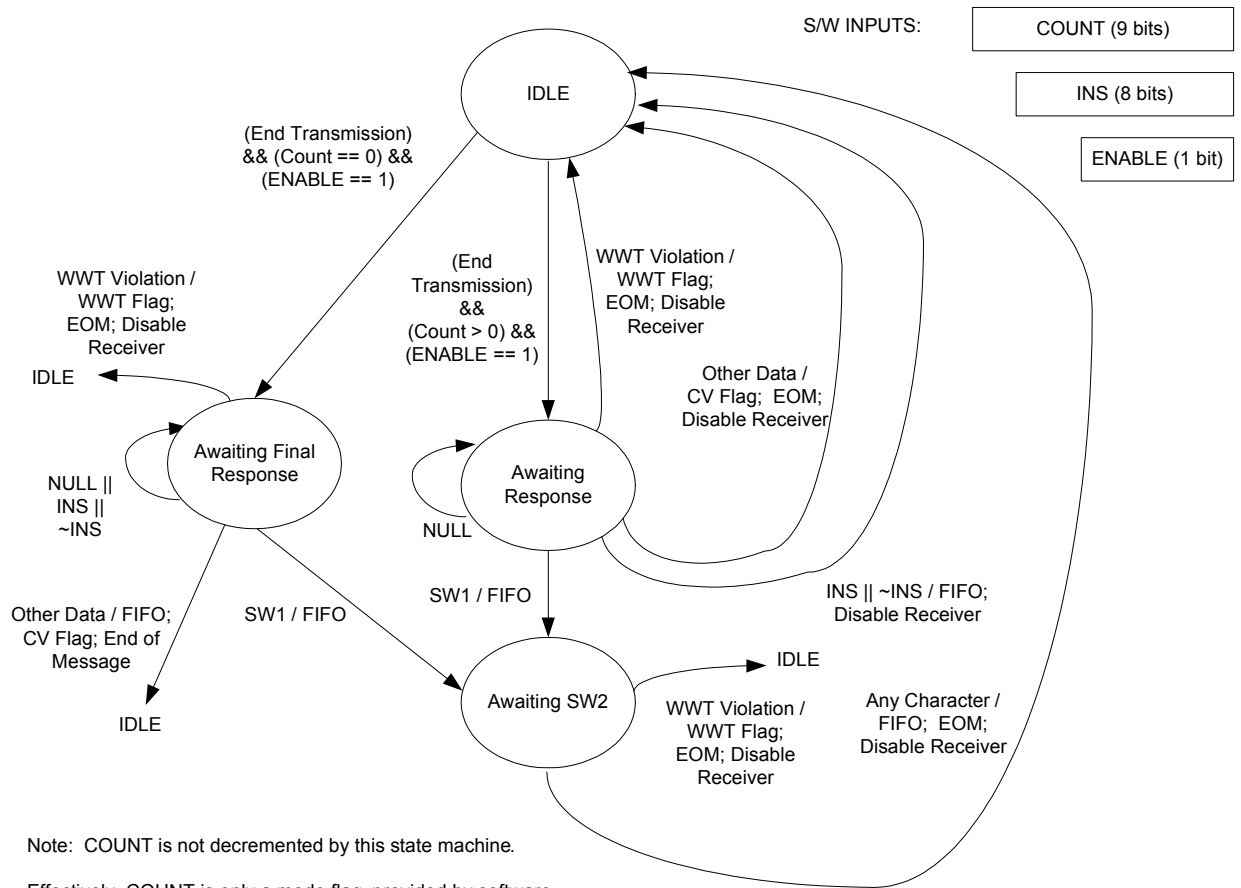 S/W INPUTS:
COUNT (9 bits)
INS (8 bits)
ENABLE (1 bit)
IDLE
(End Transmission)
&& (Count == 0) &&
(ENABLE == 1)
(End
Transmission)
&&
(Count > 0) &&
(ENABLE == 1)
WWT Violation /
WWT Flag;
EOM; Disable
Receiver
WWT Violation /
WWT Flag;
EOM; Disable
Receiver
IDLE
Other Data /
CV Flag; EOM;
Disable Receiver
Awaiting Final
Response
Awaiting
Response
NULL ||
INS ||
~INS
NULL
INS || ~INS / FIFO;
Disable Receiver
Other Data / FIFO;
CV Flag; End of
Message
SW1 / FIFO
SW1 / FIFO
IDLE
Awaiting SW2
IDLE
WWT Violation /
WWT Flag;
EOM; Disable
Receiver
Any Character /
FIFO; EOM;
Disable Receiver
Note: COUNT is not decremented by this state machine.